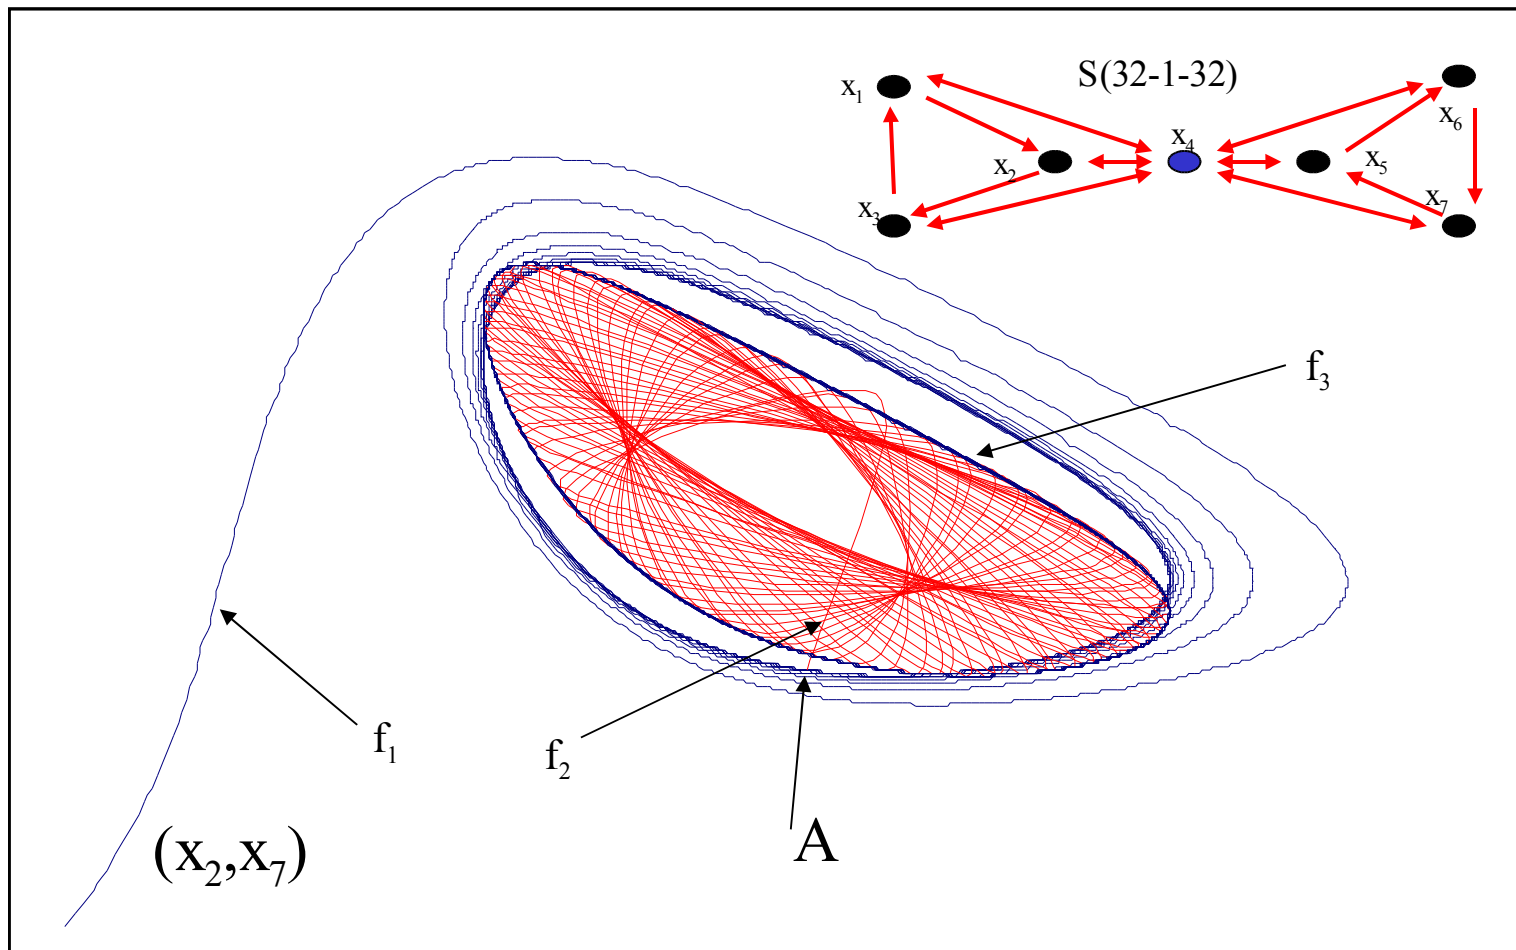 S(32-1-32)
x₁
x₆
x₄
x₂
x₅
x₇
x₃
f₃
f₁
f₂
A
(x₂,x₇)